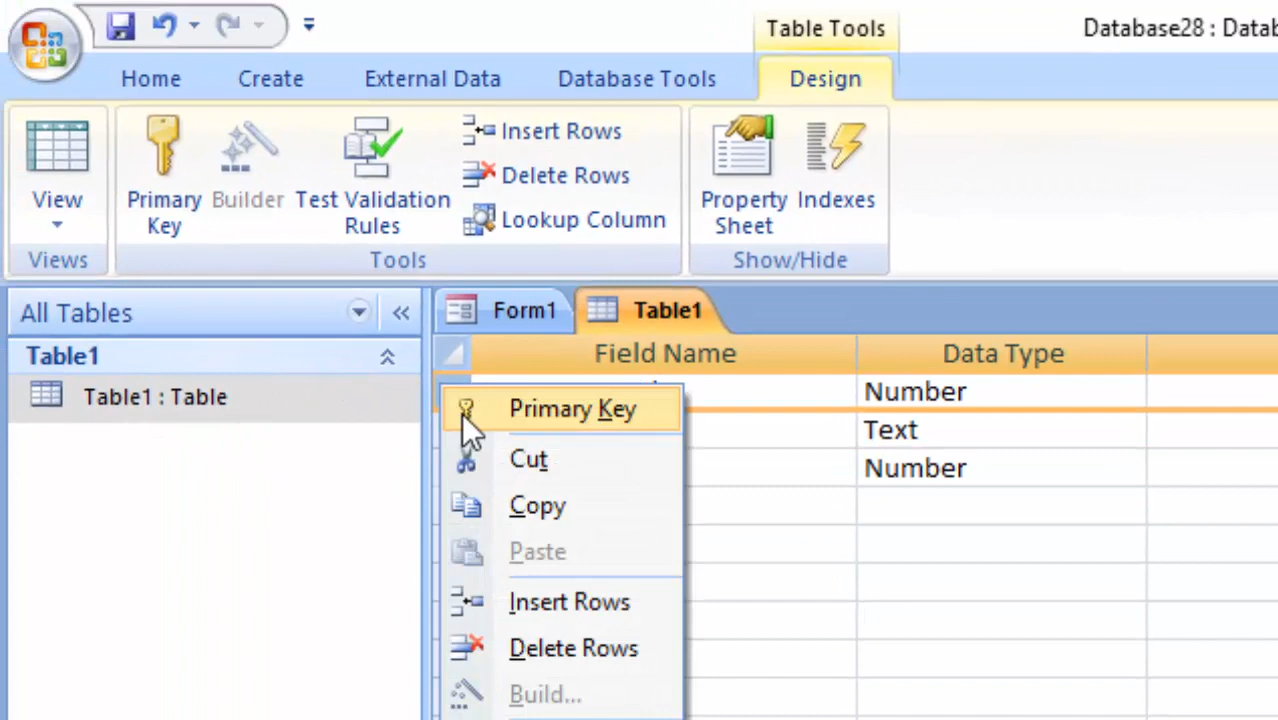 Table Tools
Database28 : Datab
Home Create External Data Database Tools Design
Insert Rows
Delete Rows
Lookup Column
View
Primary Key
Builder
Test Validation Rules
Property Sheet
Indexes
Views Tools Show/Hide
All Tables
«
Form1 Table1
Table1
Table1 : Table
Field Name Data Type
Number
Text
Number
Primary Key
Cut
Copy
Paste
Insert Rows
Delete Rows
Build...